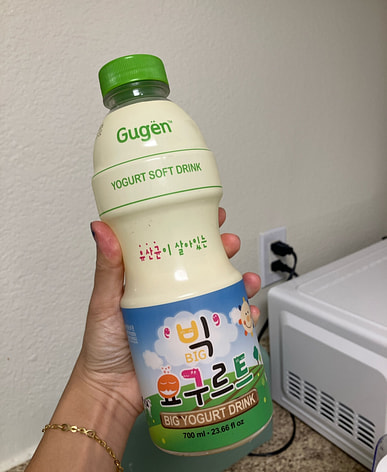 Gugën™
YOGURT SOFT DRINK
유산균이 살아있는
'빅'
BIG
요구르트
BIG YOGURT DRINK
700 ml · 23.66 fl oz